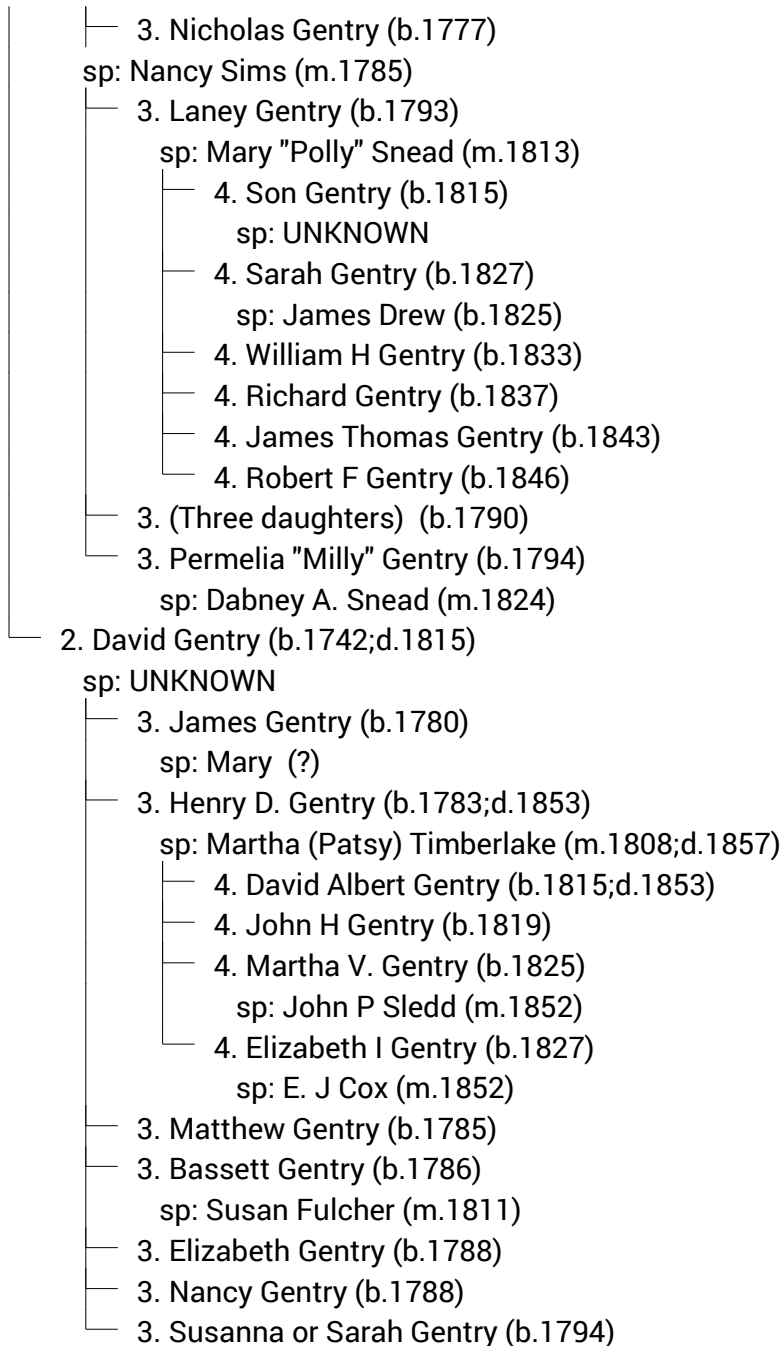 3. Nicholas Gentry (b.1777)
sp: Nancy Sims (m.1785)
3. Laney Gentry (b.1793)
sp: Mary "Polly" Snead (m.1813)
4. Son Gentry (b.1815)
sp: UNKNOWN
4. Sarah Gentry (b.1827)
sp: James Drew (b.1825)
4. William H Gentry (b.1833)
4. Richard Gentry (b.1837)
4. James Thomas Gentry (b.1843)
4. Robert F Gentry (b.1846)
3. (Three daughters) (b.1790)
3. Permelia "Milly" Gentry (b.1794)
sp: Dabney A. Snead (m.1824)
2. David Gentry (b.1742;d.1815)
sp: UNKNOWN
3. James Gentry (b.1780)
sp: Mary (?)
3. Henry D. Gentry (b.1783;d.1853)
sp: Martha (Patsy) Timberlake (m.1808;d.1857)
4. David Albert Gentry (b.1815;d.1853)
4. John H Gentry (b.1819)
4. Martha V. Gentry (b.1825)
sp: John P Sledd (m.1852)
4. Elizabeth I Gentry (b.1827)
sp: E. J Cox (m.1852)
3. Matthew Gentry (b.1785)
3. Bassett Gentry (b.1786)
sp: Susan Fulcher (m.1811)
3. Elizabeth Gentry (b.1788)
3. Nancy Gentry (b.1788)
3. Susanna or Sarah Gentry (b.1794)